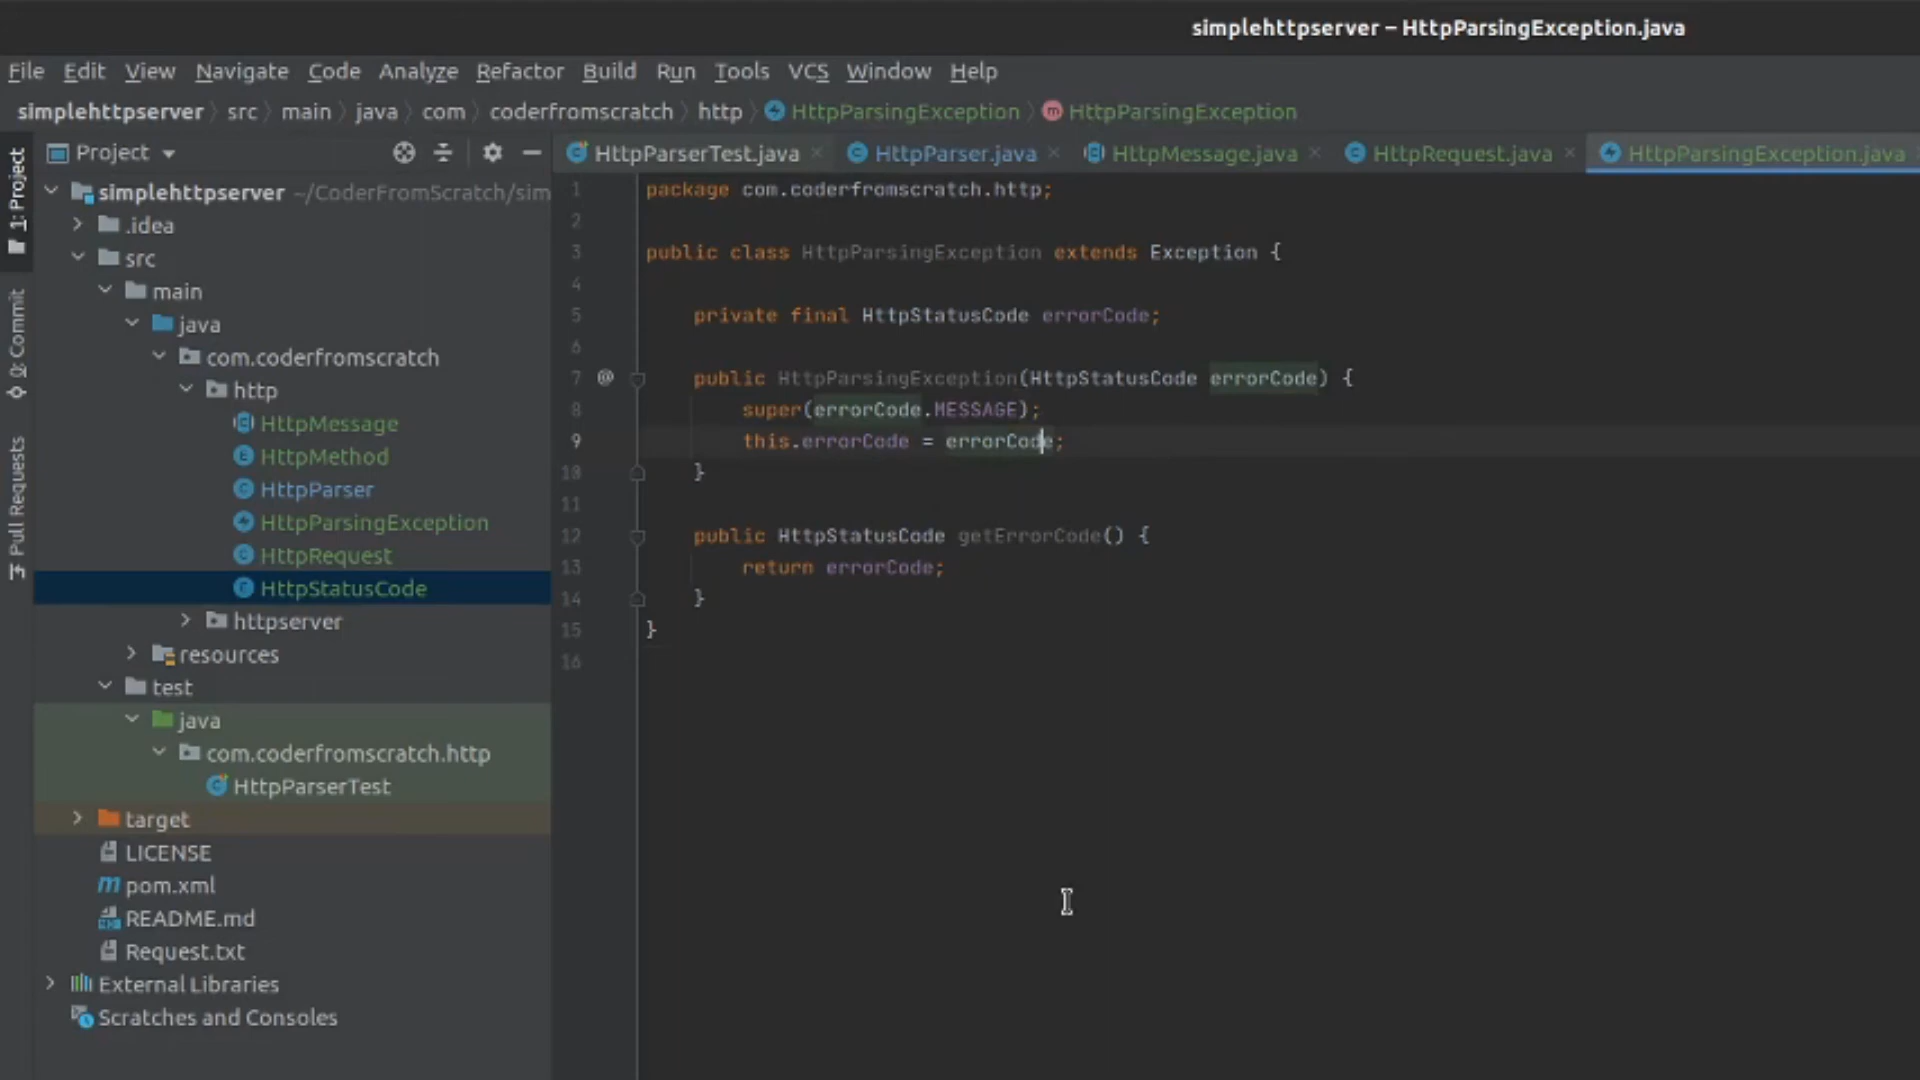 simplehttpserver – HttpParsingException.java
File Edit View Navigate Code Analyze Refactor Build Run Tools VCS Window Help
simplehttpserver src main java com coderfromscratch http HttpParsingException HttpParsingException
1: Project
0: Commit
Pull Requests
Project
simplehttpserver ~/CoderFromScratch/sim
.idea
src
main
java
com.coderfromscratch
http
HttpMessage
HttpMethod
HttpParser
HttpParsingException
HttpRequest
HttpStatusCode
httpserver
resources
test
java
com.coderfromscratch.http
HttpParserTest
target
LICENSE
pom.xml
README.md
Request.txt
External Libraries
Scratches and Consoles
HttpParserTest.java HttpParser.java HttpMessage.java HttpRequest.java HttpParsingException.java
1 package com.coderfromscratch.http;
2
3 public class HttpParsingException extends Exception {
4
5 private final HttpStatusCode errorCode;
6
7 @ public HttpParsingException(HttpStatusCode errorCode) {
8 super(errorCode.MESSAGE);
9 this.errorCode = errorCode;
10 }
11
12 public HttpStatusCode getErrorCode() {
13 return errorCode;
14 }
15 }
16